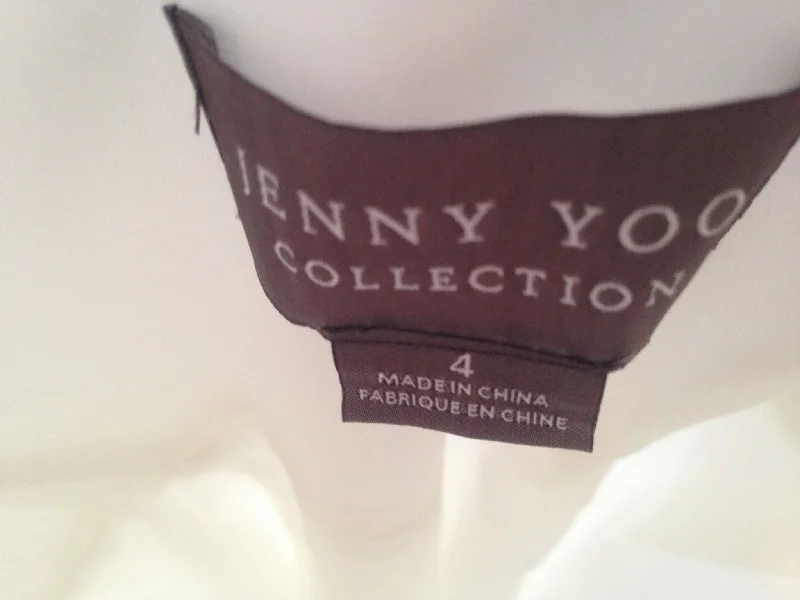 JENNY YOO
COLLECTION
4
MADE IN CHINA
FABRIQUE EN CHINE